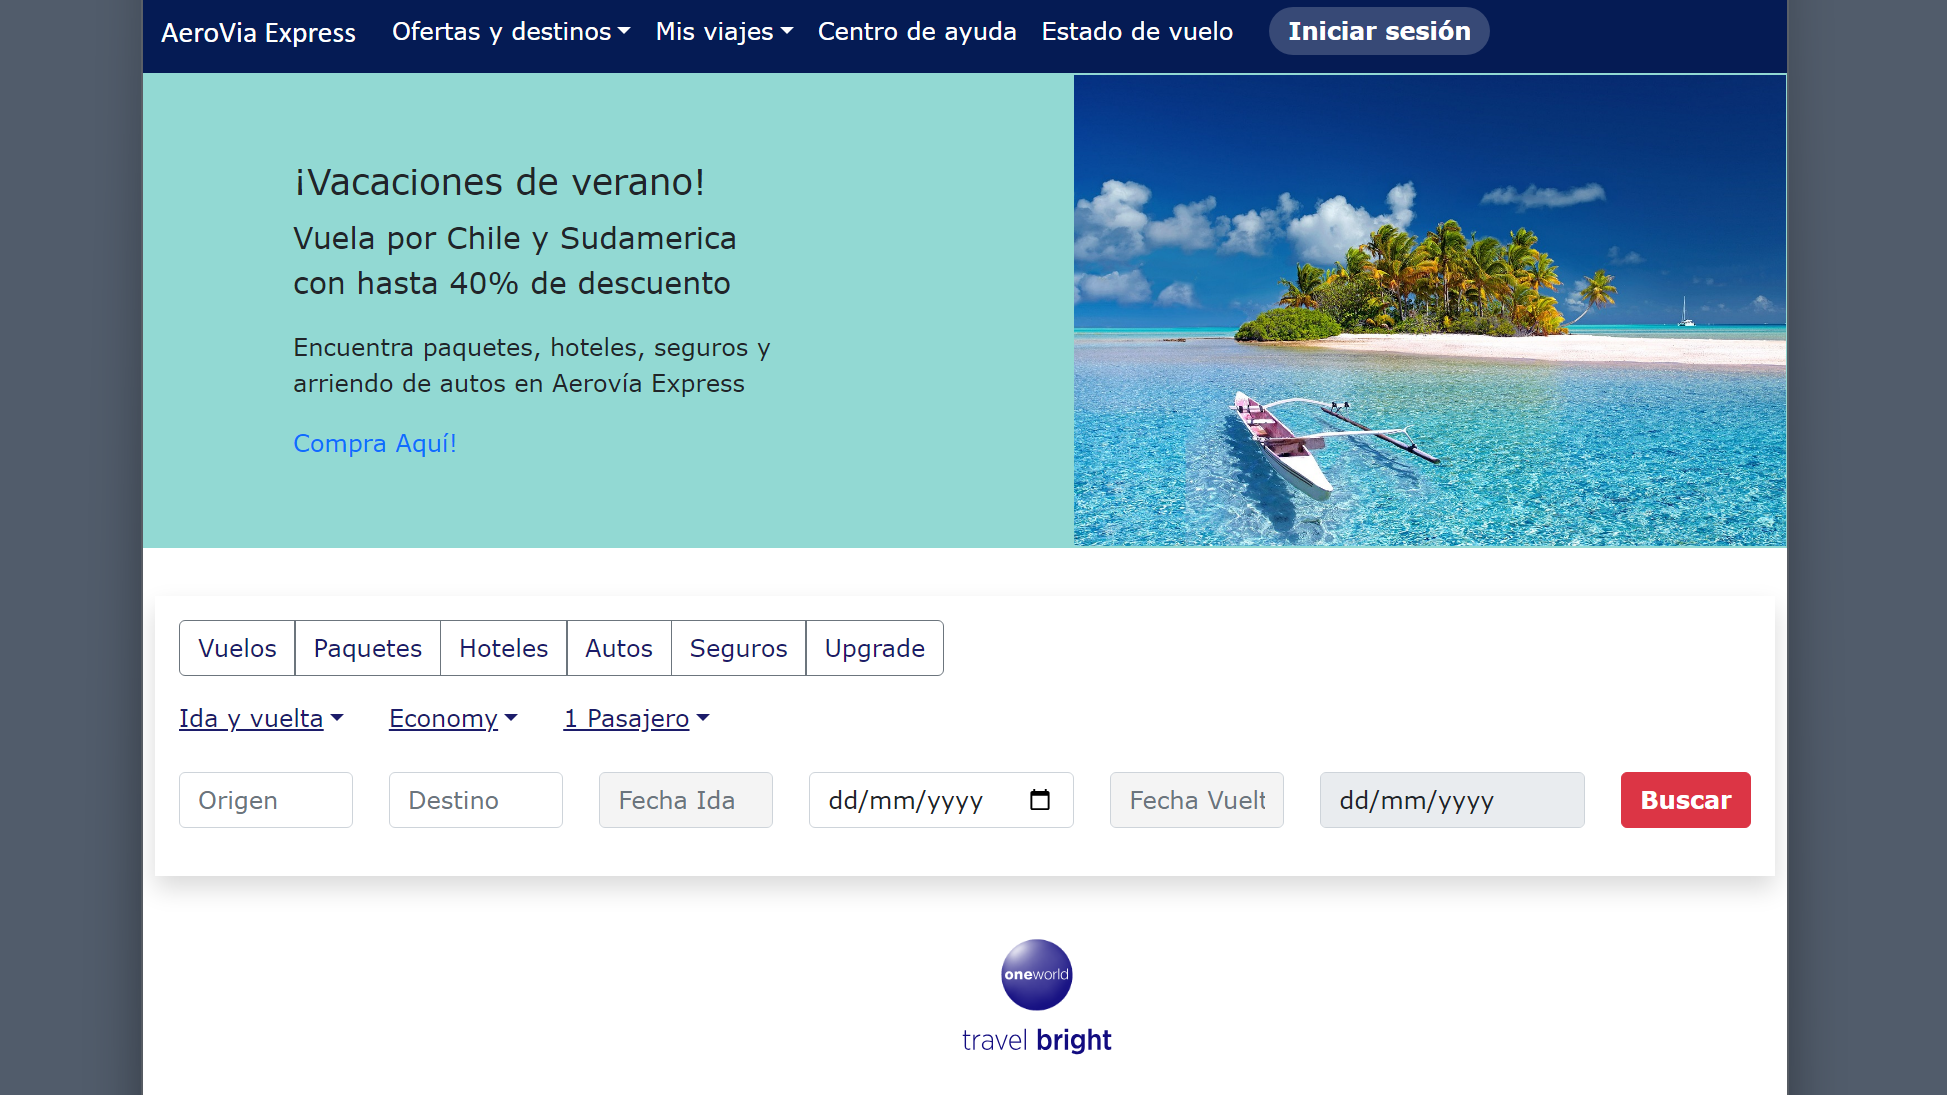 AeroVia Express Ofertas y destinos Mis viajes Centro de ayuda Estado de vuelo Iniciar sesión
¡Vacaciones de verano!
Vuela por Chile y Sudamerica
con hasta 40% de descuento
Encuentra paquetes, hoteles, seguros y
arriendo de autos en Aerovía Express
Compra Aquí!
Vuelos Paquetes Hoteles Autos Seguros Upgrade
Ida y vuelta Economy 1 Pasajero
Origen Destino Fecha Ida dd/mm/yyyy Fecha Vuelt dd/mm/yyyy Buscar
oneworld
travel bright